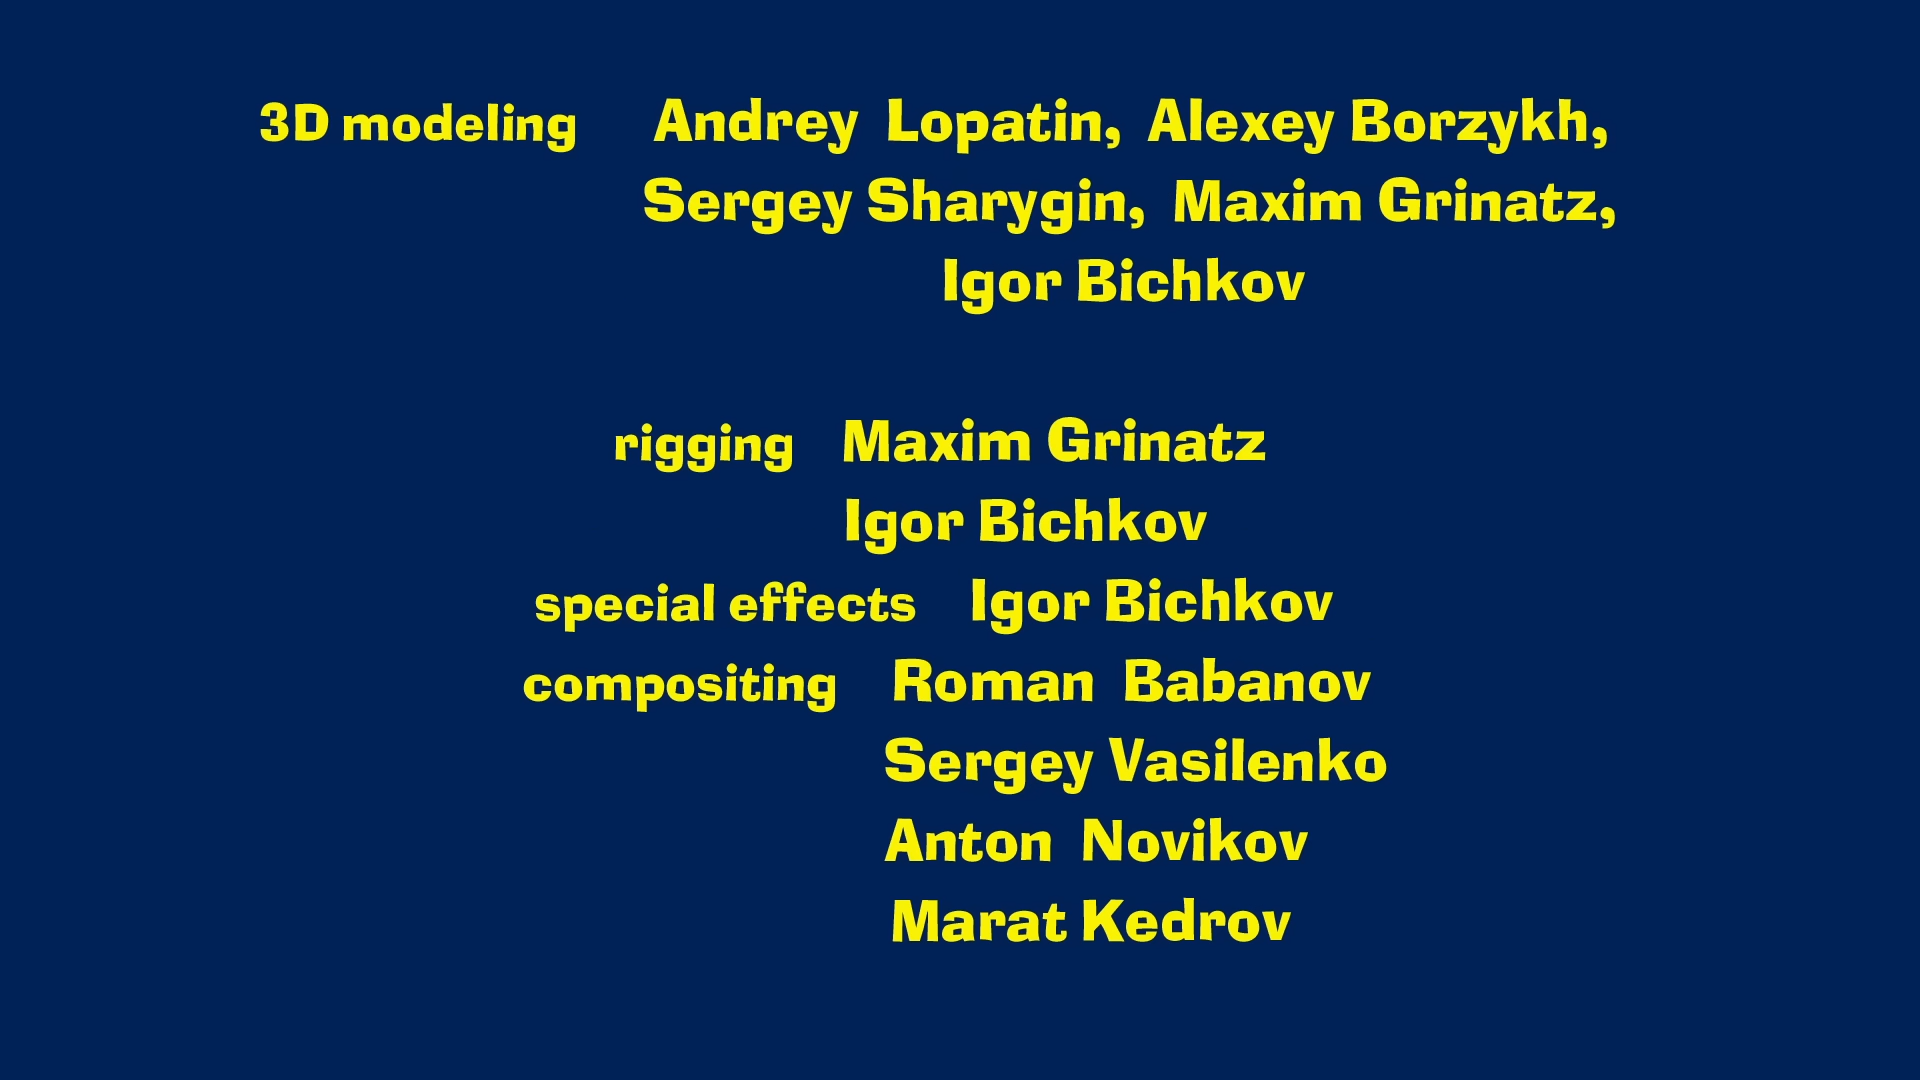 3D modeling Andrey Lopatin, Alexey Borzykh,
Sergey Sharygin, Maxim Grinatz,
Igor Bichkov
rigging Maxim Grinatz
Igor Bichkov
special effects Igor Bichkov
compositing Roman Babanov
Sergey Vasilenko
Anton Novikov
Marat Kedrov